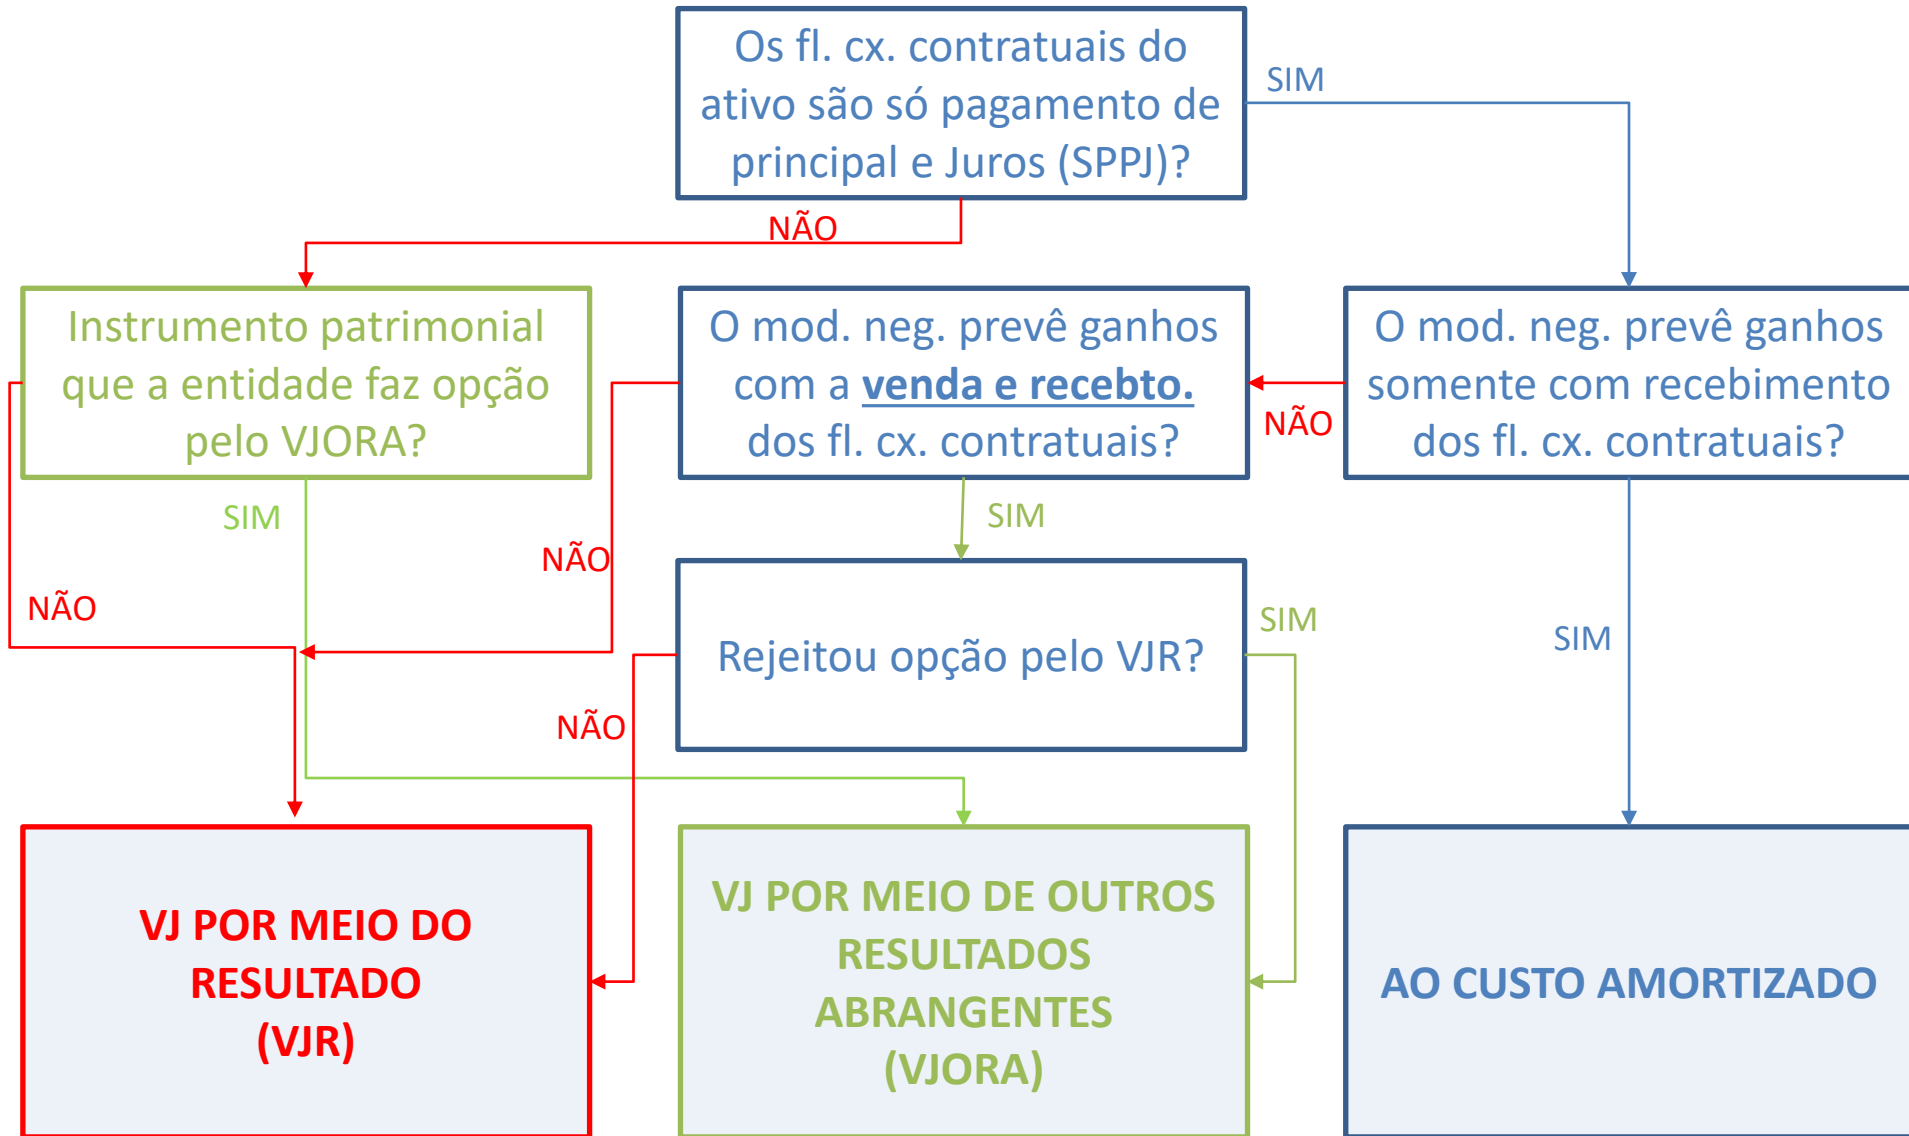 Os fl. cx. contratuais do
ativo são só pagamento de
principal e Juros (SPPJ)?
SIM
NÃO
Instrumento patrimonial
que a entidade faz opção
pelo VJORA?
O mod. neg. prevê ganhos
com a venda e recebto.
dos fl. cx. contratuais?
NÃO
O mod. neg. prevê ganhos
somente com recebimento
dos fl. cx. contratuais?
SIM
SIM
NÃO
NÃO
SIM
SIM
Rejeitou opção pelo VJR?
NÃO
VJ POR MEIO DO
RESULTADO
(VJR)
VJ POR MEIO DE OUTROS
RESULTADOS
ABRANGENTES
(VJORA)
AO CUSTO AMORTIZADO